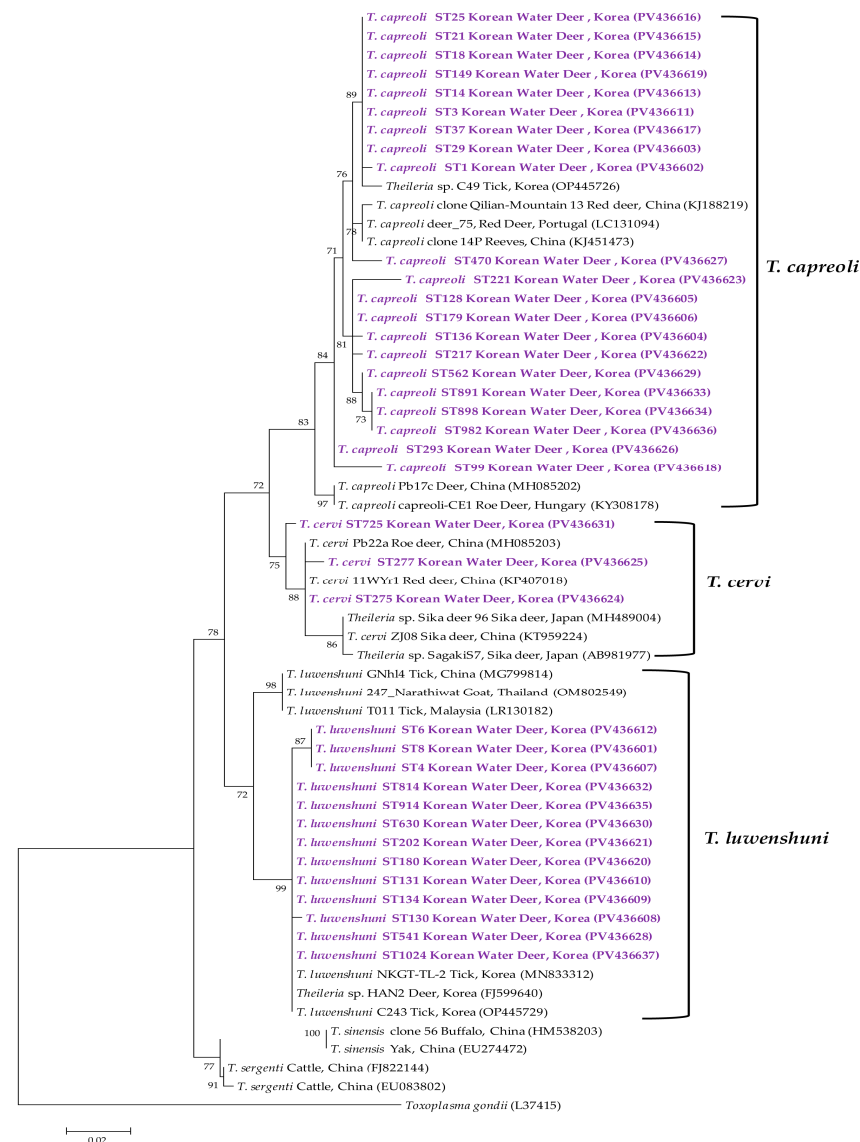 T. capreoli ST25 Korean Water Deer , Korea (PV436616)
T. capreoli ST21 Korean Water Deer , Korea (PV436615)
T. capreoli ST18 Korean Water Deer , Korea (PV436614)
T. capreoli ST149 Korean Water Deer , Korea (PV436619)
89
T. capreoli ST14 Korean Water Deer , Korea (PV436613)
T. capreoli ST3 Korean Water Deer , Korea (PV436611)
T. capreoli ST37 Korean Water Deer , Korea (PV436617)
T. capreoli ST29 Korean Water Deer , Korea (PV436603)
T. capreoli ST1 Korean Water Deer , Korea (PV436602)
76
Theileria sp. C49 Tick, Korea (OP445726)
T. capreoli clone Qilian-Mountain 13 Red deer, China (KJ188219)
T. capreoli deer_75, Red Deer, Portugal (LC131094)
78
T. capreoli clone 14P Reeves, China (KJ451473)
71
T. capreoli ST470 Korean Water Deer , Korea (PV436627)
T. capreoli
T. capreoli ST221 Korean Water Deer , Korea (PV436623)
T. capreoli ST128 Korean Water Deer , Korea (PV436605)
T. capreoli ST179 Korean Water Deer , Korea (PV436606)
T. capreoli ST136 Korean Water Deer , Korea (PV436604)
81
T. capreoli ST217 Korean Water Deer , Korea (PV436622)
84
T. capreoli ST562 Korean Water Deer , Korea (PV436629)
T. capreoli ST891 Korean Water Deer , Korea (PV436633)
88
T. capreoli ST898 Korean Water Deer , Korea (PV436634)
73
T. capreoli ST982 Korean Water Deer , Korea (PV436636)
83
T. capreoli ST293 Korean Water Deer , Korea (PV436626)
T. capreoli ST99 Korean Water Deer , Korea (PV436618)
72
T. capreoli Pb17c Deer, China (MH085202)
97
T. capreoli capreoli-CE1 Roe Deer, Hungary (KY308178)
T. cervi ST725 Korean Water Deer, Korea (PV436631)
T. cervi Pb22a Roe deer, China (MH085203)
75
T. cervi ST277 Korean Water Deer, Korea (PV436625)
T. cervi 11WYr1 Red deer, China (KP407018)
T. cervi
88
T. cervi ST275 Korean Water Deer, Korea (PV436624)
Theileria sp. Sika deer 96 Sika deer, Japan (MH489004)
78
T. cervi ZJ08 Sika deer, China (KT959224)
86
Theileria sp. SagakiS7, Sika deer, Japan (AB981977)
T. luwenshuni GNhl4 Tick, China (MG799814)
98
T. luwenshuni 247_Narathiwat Goat, Thailand (OM802549)
T. luwenshuni T011 Tick, Malaysia (LR130182)
T. luwenshuni ST6 Korean Water Deer, Korea (PV436612)
87
T. luwenshuni ST8 Korean Water Deer, Korea (PV436601)
T. luwenshuni ST4 Korean Water Deer, Korea (PV436607)
T. luwenshuni ST814 Korean Water Deer, Korea (PV436632)
72
T. luwenshuni ST914 Korean Water Deer, Korea (PV436635)
T. luwenshuni ST630 Korean Water Deer, Korea (PV436630)
T. luwenshuni
T. luwenshuni ST202 Korean Water Deer, Korea (PV436621)
T. luwenshuni ST180 Korean Water Deer, Korea (PV436620)
T. luwenshuni ST131 Korean Water Deer, Korea (PV436610)
99
T. luwenshuni ST134 Korean Water Deer, Korea (PV436609)
T. luwenshuni ST130 Korean Water Deer, Korea (PV436608)
T. luwenshuni ST541 Korean Water Deer, Korea (PV436628)
T. luwenshuni ST1024 Korean Water Deer, Korea (PV436637)
T. luwenshuni NKGT-TL-2 Tick, Korea (MN833312)
Theileria sp. HAN2 Deer, Korea (FJ599640)
T. luwenshuni C243 Tick, Korea (OP445729)
100
T. sinensis clone 56 Buffalo, China (HM538203)
T. sinensis Yak, China (EU274472)
77
T. sergenti Cattle, China (FJ822144)
91
T. sergenti Cattle, China (EU083802)
Toxoplasma gondii (L37415)
0.02